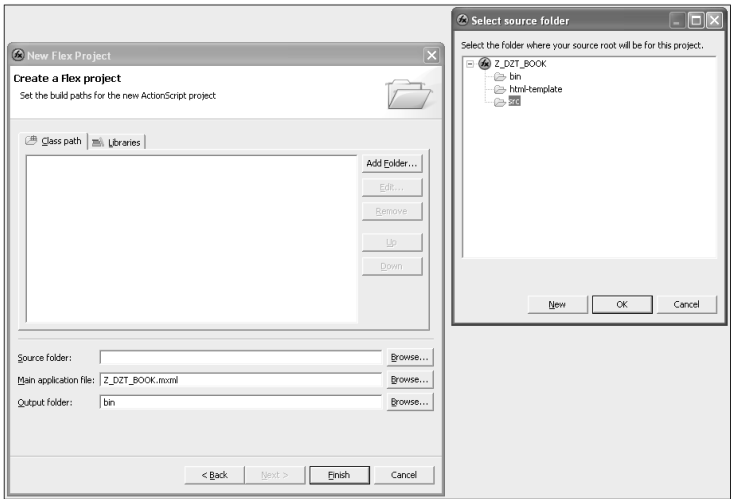 New Flex Project
Create a Flex project
Set the build paths for the new ActionScript project
Class path
Libraries
Add Folder...
Edit...
Remove
Up
Down
Source folder:
Browse...
Main application file: Z_DZT_BOOK.mxml
Browse...
Output folder: bin
Browse...
< Back
Next >
Finish
Cancel
Select source folder
Select the folder where your source root will be for this project.
Z_DZT_BOOK
bin
html-template
src
New
OK
Cancel